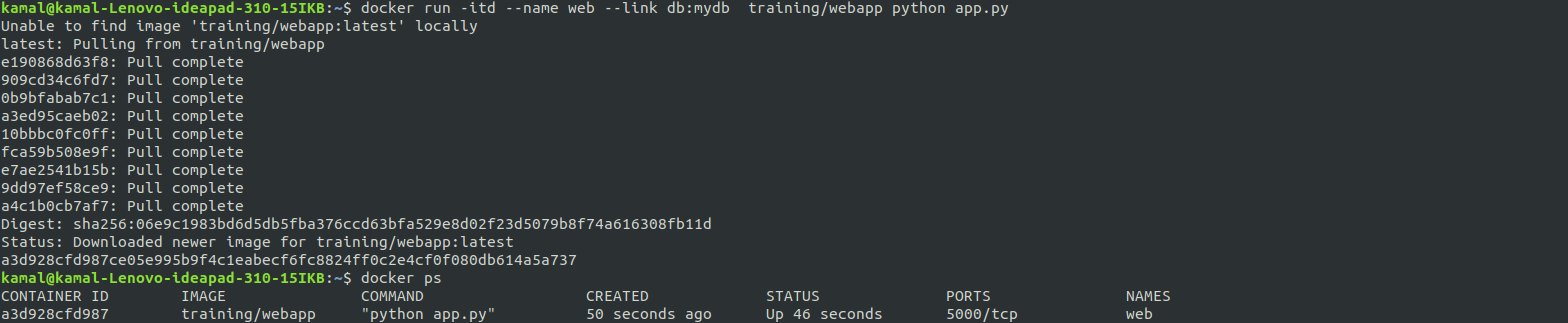 kamal@kamal-Lenovo-ideapad-310-15IKB:~$ docker run -itd --name web --link db:mydb  training/webapp python app.py
Unable to find image 'training/webapp:latest' locally
latest: Pulling from training/webapp
e190868d63f8: Pull complete
909cd34c6fd7: Pull complete
0b9bfabab7c1: Pull complete
a3ed95caeb02: Pull complete
10bbbc0fc0ff: Pull complete
fca59b508e9f: Pull complete
e7ae2541b15b: Pull complete
9dd97ef58ce9: Pull complete
a4c1b0cb7af7: Pull complete
Digest: sha256:06e9c1983bd6d5db5fba376ccd63bfa529e8d02f23d5079b8f74a616308fb11d
Status: Downloaded newer image for training/webapp:latest
a3d928cfd987ce05e995b9f4c1eabecf6fc8824ff0c2e4cf0f080db614a5a737
kamal@kamal-Lenovo-ideapad-310-15IKB:~$ docker ps
CONTAINER ID        IMAGE               COMMAND                  CREATED             STATUS              PORTS               NAMES
a3d928cfd987        training/webapp     "python app.py"          50 seconds ago      Up 46 seconds       5000/tcp            web